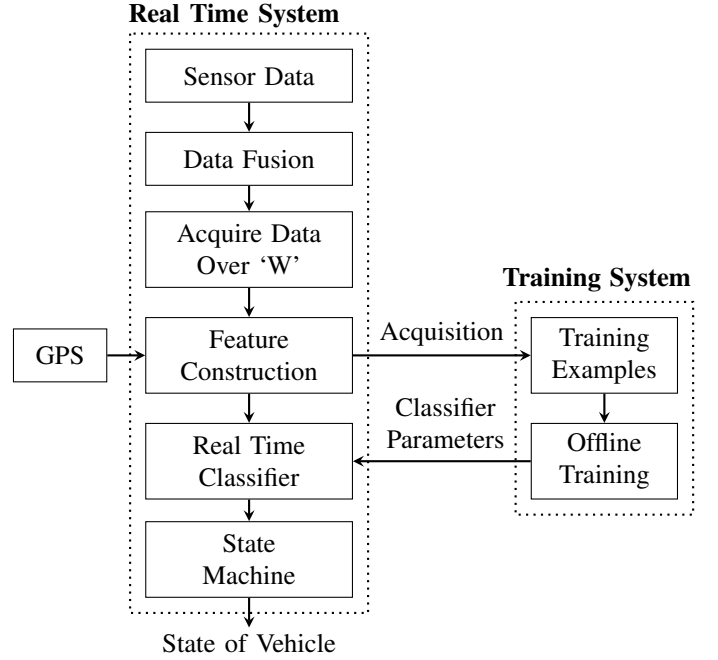 Real Time System
Sensor Data
Data Fusion
Acquire Data
Over ‘W’
Training System
GPS
Feature
Construction
Acquisition
Training
Examples
Classifier
Parameters
Real Time
Classifier
Offline
Training
State
Machine
State of Vehicle